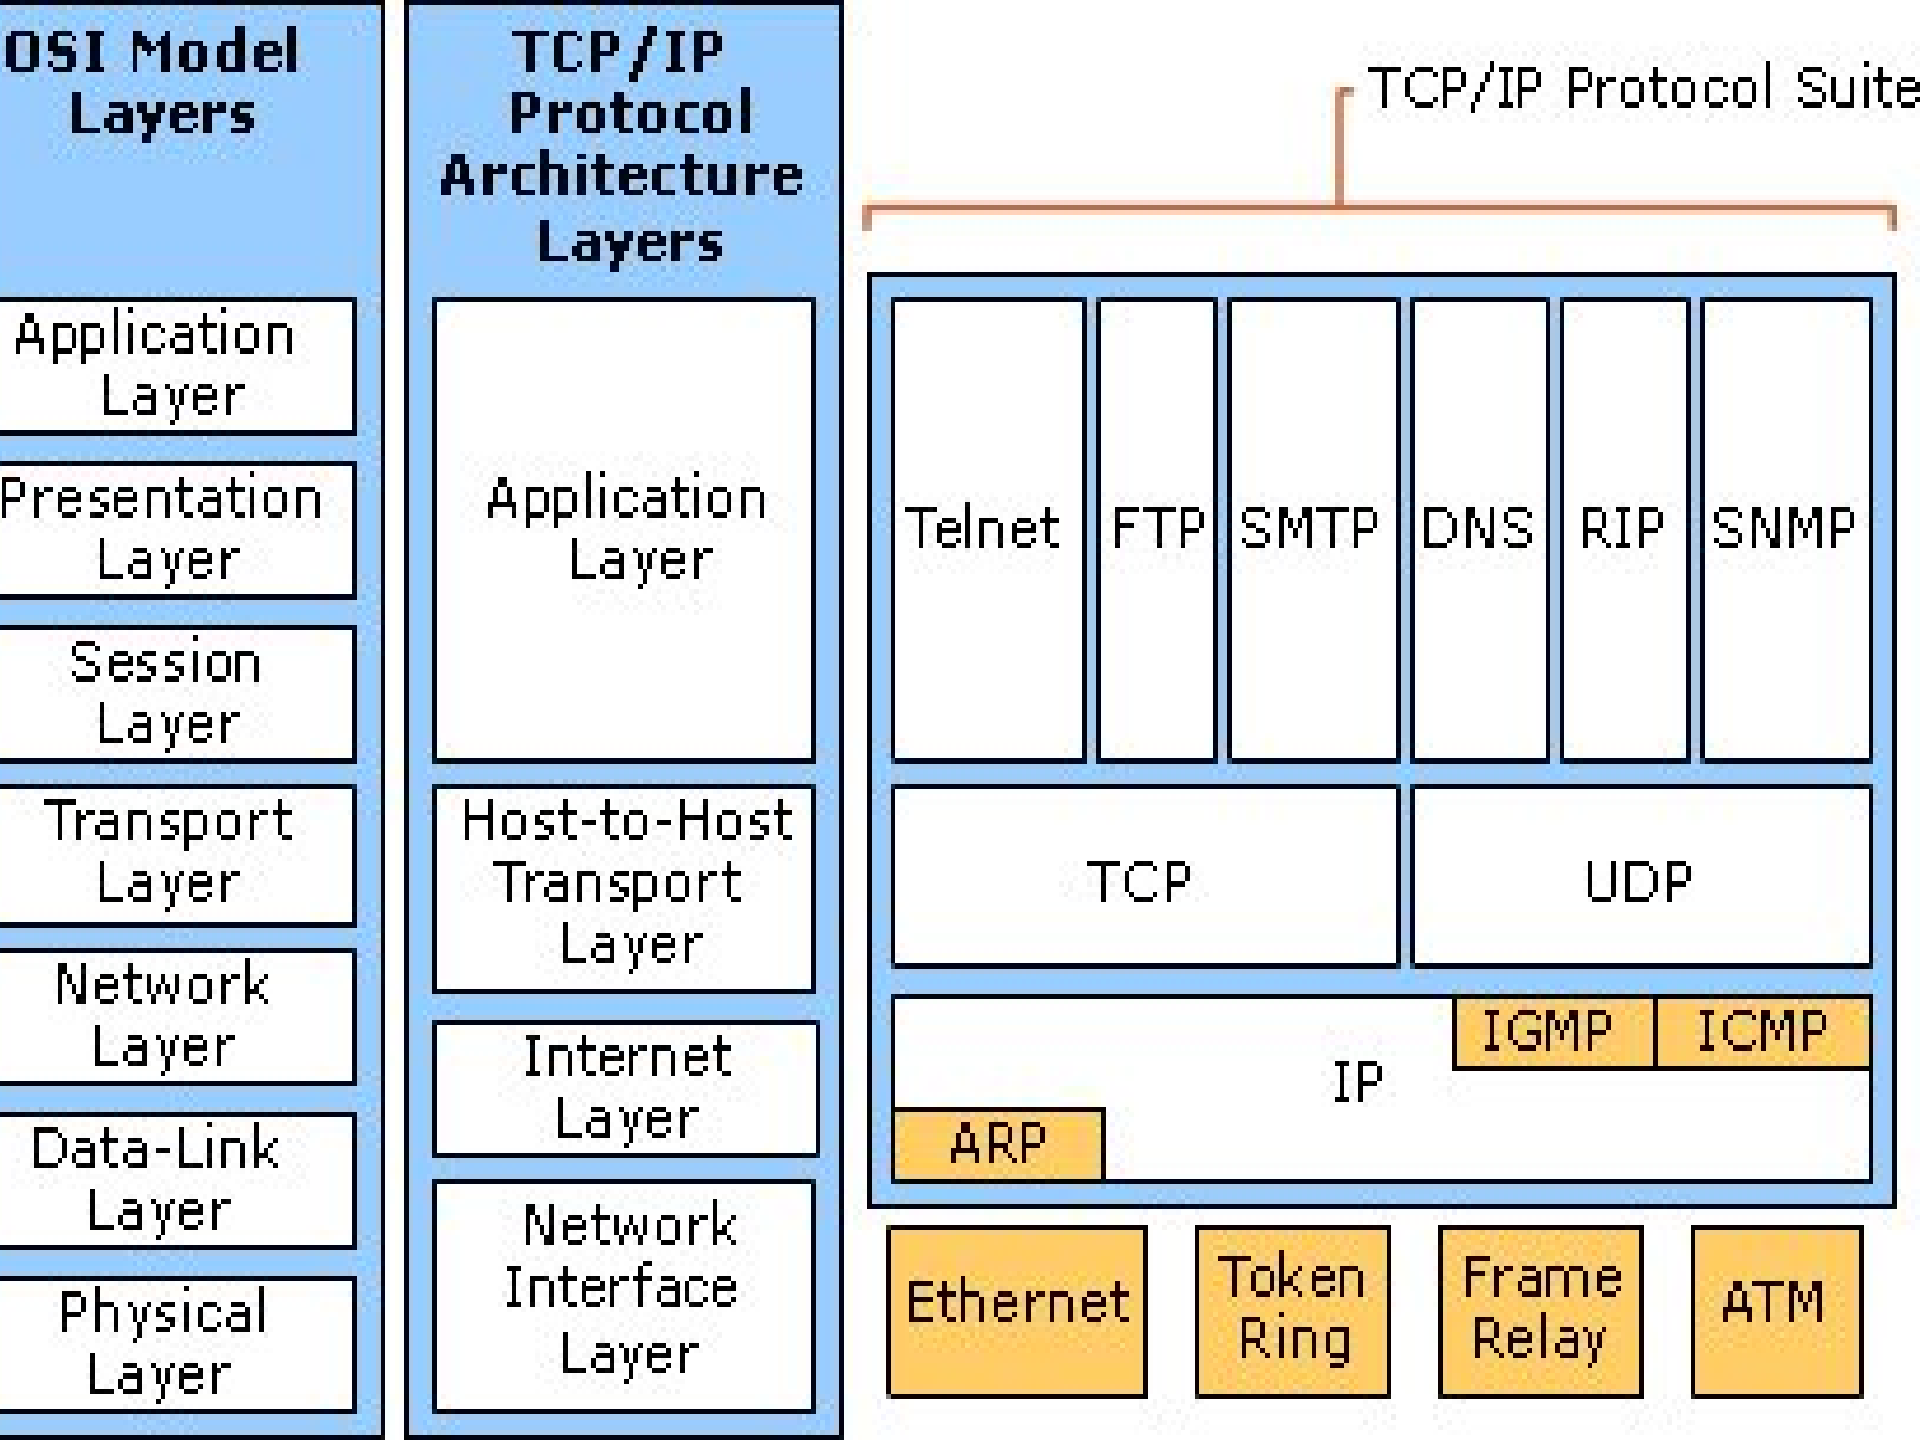 OSI Model
Layers
Application
Layer
Presentation
Layer
Session
Layer
Transport
Layer
Network
Layer
Data-Link
Layer
Physical
Layer
TCP/IP
Protocol
Architecture
Layers
Application
Layer
Host-to-Host
Transport
Layer
Internet
Layer
Network
Interface
Layer
TCP/IP Protocol Suite
Telnet FTP SMTP DNS RIP SNMP
TCP UDP
IGMP ICMP
IP
ARP
Ethernet
Token
Ring
Frame
Relay
ATM